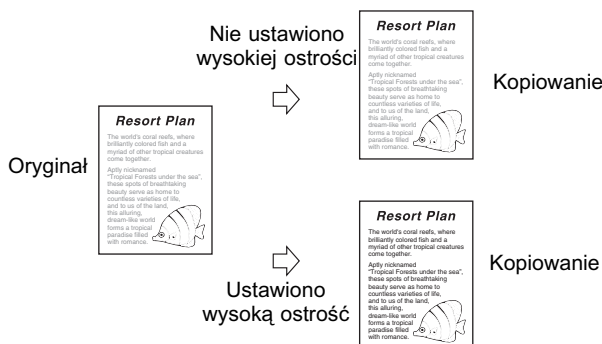 Oryginał
Resort Plan
The world's coral reefs, where
brilliantly colored fish and a
myriad of other tropical creatures
come together.
Aptly nicknamed
“Tropical Forests under the sea”,
these spots of breathtaking
beauty serve as home to
countless varieties of life,
and to us of the land,
this alluring,
dream-like world
forms a tropical
paradise filled
with romance.
Nie ustawiono
wysokiej ostrości
Resort Plan
The world's coral reefs, where
brilliantly colored fish and a
myriad of other tropical creatures
come together.
Aptly nicknamed
“Tropical Forests under the sea”,
these spots of breathtaking
beauty serve as home to
countless varieties of life,
and to us of the land,
this alluring,
dream-like world
forms a tropical
paradise filled
with romance.
Kopiowanie
Ustawiono
wysoką ostrość
Resort Plan
The world's coral reefs, where
brilliantly colored fish and a
myriad of other tropical creatures
come together.
Aptly nicknamed
“Tropical Forests under the sea”,
these spots of breathtaking
beauty serve as home to
countless varieties of life,
and to us of the land,
this alluring,
dream-like world
forms a tropical
paradise filled
with romance.
Kopiowanie